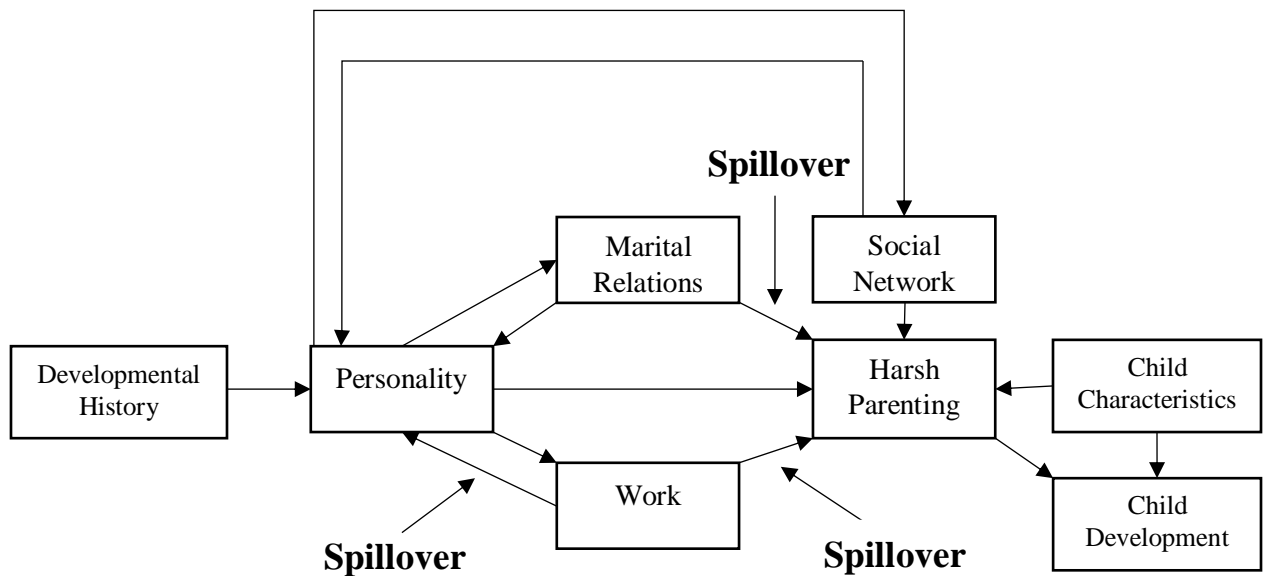 Spillover
Marital
Relations
Social
Network
Developmental
History
Personality
Harsh
Parenting
Child
Characteristics
Work
Child
Development
Spillover
Spillover